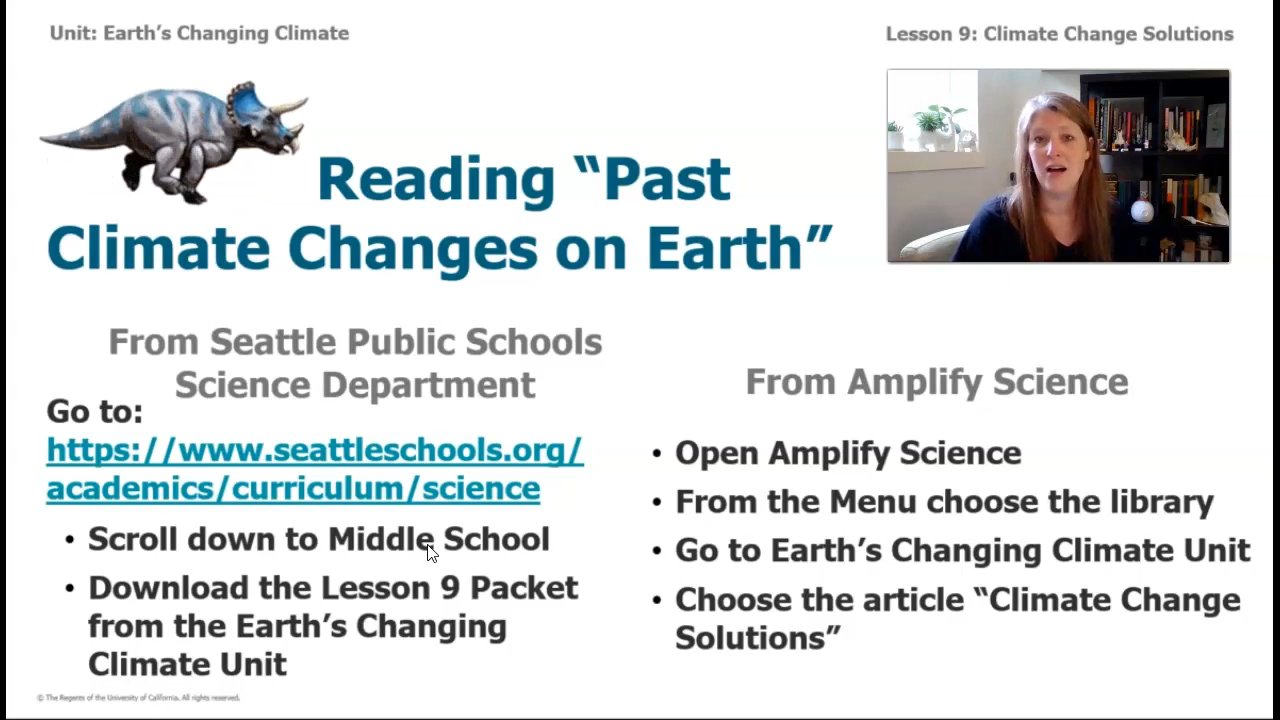 Unit: Earth’s Changing Climate
Lesson 9: Climate Change Solutions
Reading “Past
Climate Changes on Earth”
From Seattle Public Schools
Science Department
Go to:
https://www.seattleschools.org/
academics/curriculum/science
• Scroll down to Middle School
• Download the Lesson 9 Packet
from the Earth’s Changing
Climate Unit
From Amplify Science
• Open Amplify Science
• From the Menu choose the library
• Go to Earth’s Changing Climate Unit
• Choose the article “Climate Change
Solutions”
© The Regents of the University of California. All rights reserved.